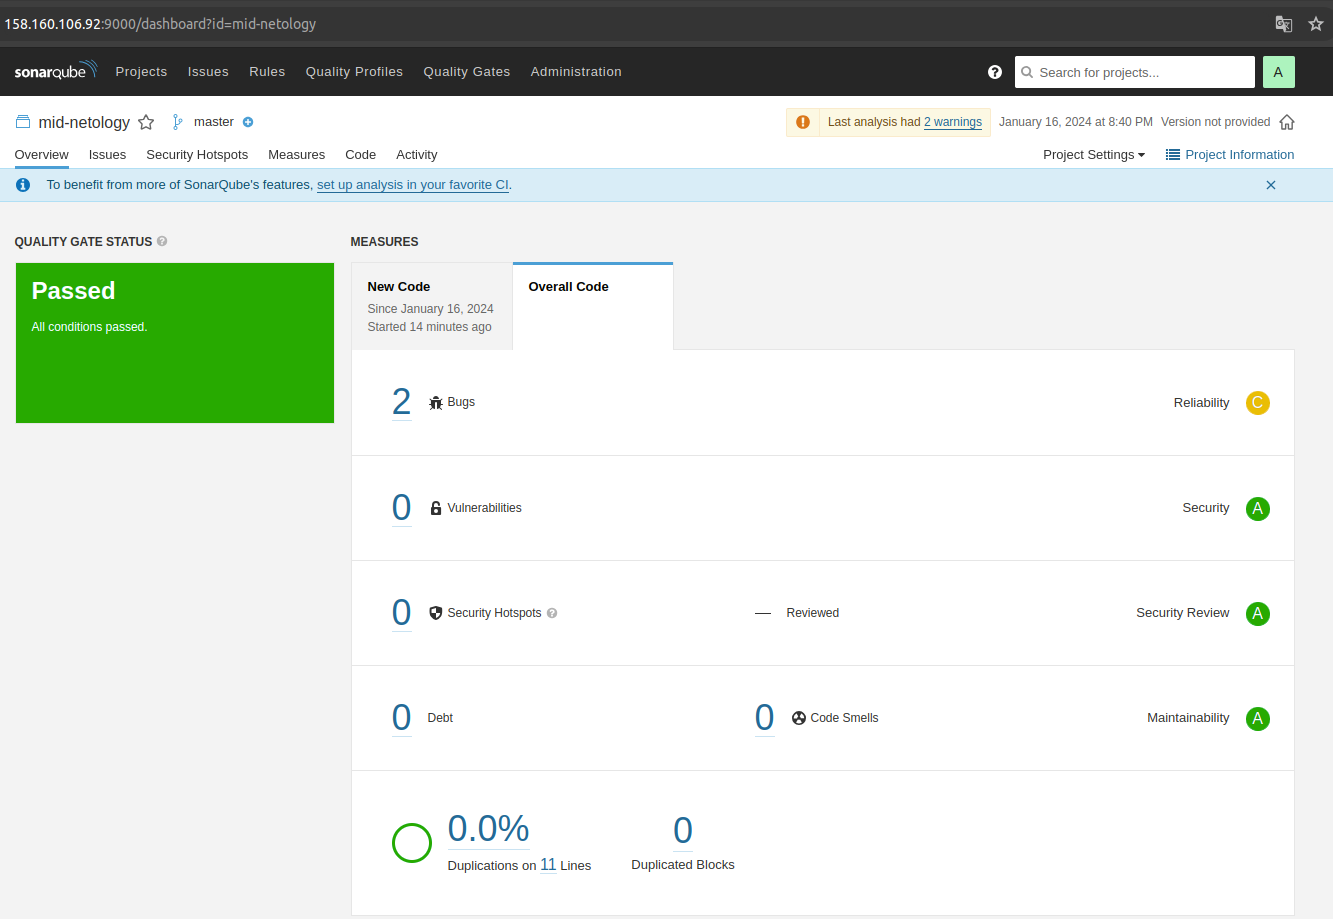 158.160.106.92:9000/dashboard?id=mid-netology
sonarqube Projects Issues Rules Quality Profiles Quality Gates Administration ? Search for projects... A
mid-netology master Last analysis had 2 warnings January 16, 2024 at 8:40 PM Version not provided
Overview Issues Security Hotspots Measures Code Activity Project Settings Project Information
To benefit from more of SonarQube's features, set up analysis in your favorite CI.
QUALITY GATE STATUS ?
Passed
All conditions passed.
MEASURES
New Code
Since January 16, 2024
Started 14 minutes ago
Overall Code
2 Bugs Reliability C
0 Vulnerabilities Security A
0 Security Hotspots ? — Reviewed Security Review A
0 Debt 0 Code Smells Maintainability A
0.0% 0
Duplications on 11 Lines Duplicated Blocks